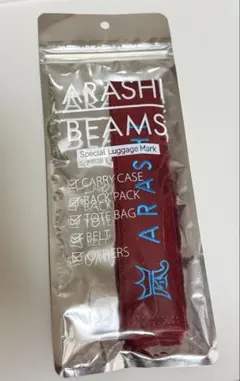 ARASHI
BEAMS
Special Luggage Mark
CARRY CASE
BACK PACK
TOTE BAG
BELT
OTHERS
ARASHI